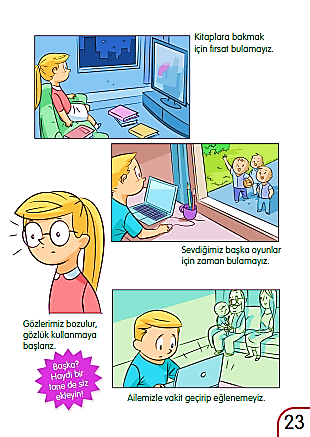 Kitaplara bakmak
için fırsat bulamayız.
Sevdiğimiz başka oyunlar
için zaman bulamayız.
Gözlerimiz bozulur,
gözlük kullanmaya
başlarız.
Başka?
Haydi bir
tane de siz
ekleyin!
Ailemizle vakit geçirip eğlenemeyiz.
23